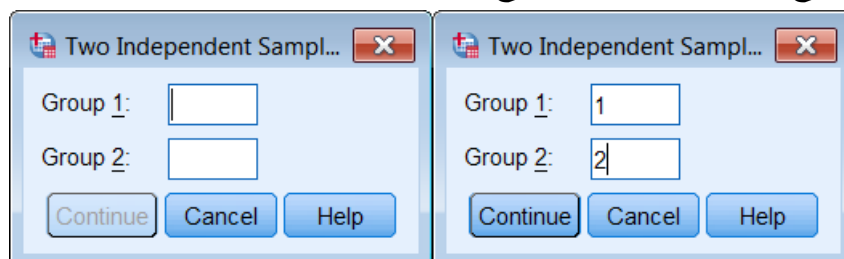 Two Independent Sampl...
Group 1:
Group 2:
Continue Cancel Help
Two Independent Sampl...
Group 1: 1
Group 2: 2
Continue Cancel Help